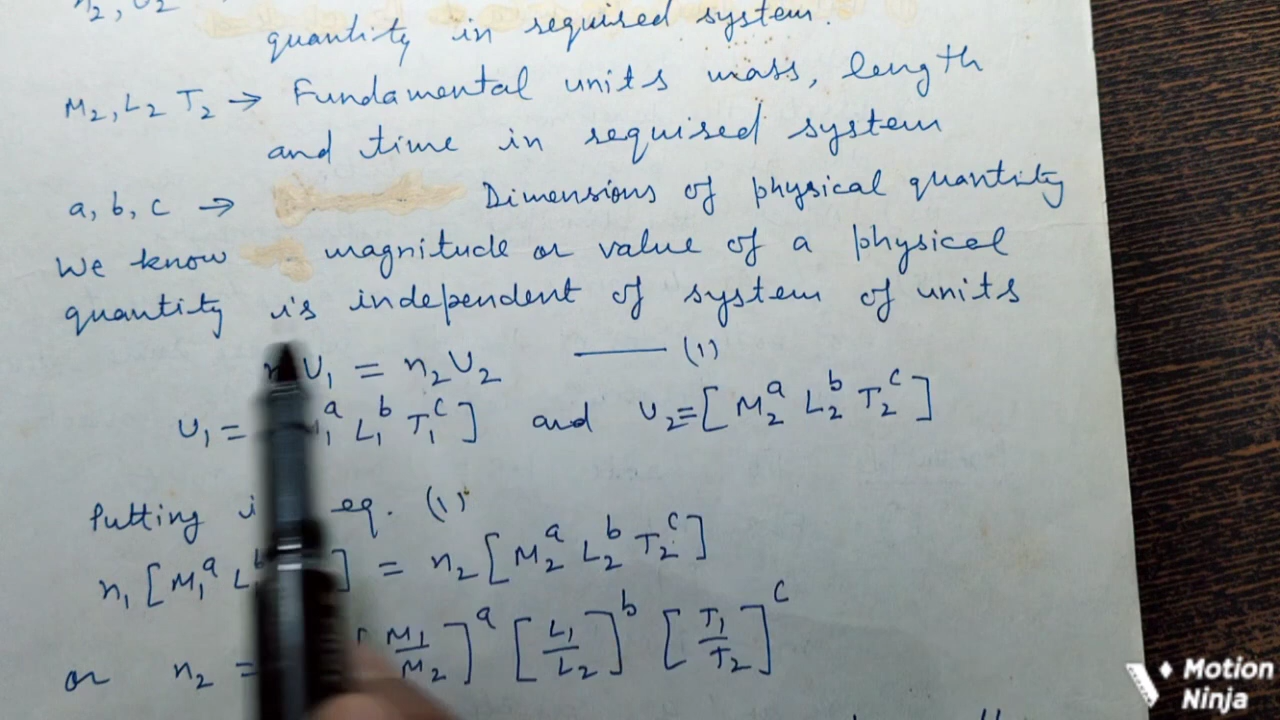 n₂, U₂
quantity in required system.
M₂, L₂ T₂ → Fundamental units mass, length
and time in required system
a, b, c → Dimensions of physical quantity
We know magnitude or value of a physical
quantity is independent of system of units
U₁ = n₂U₂ —— (1)
U₁ = L₁ᵇ T₁ᶜ] and U₂=[M₂ᵃ L₂ᵇ T₂ᶜ]
Putting eq. (1)
n₁[M₁ᵃ L ] = n₂[M₂ᵃ L₂ᵇ T₂ᶜ]
or n₂ = [M₁/M₂]ᵃ [L₁/L₂]ᵇ [T₁/T₂]ᶜ
Motion
Ninja